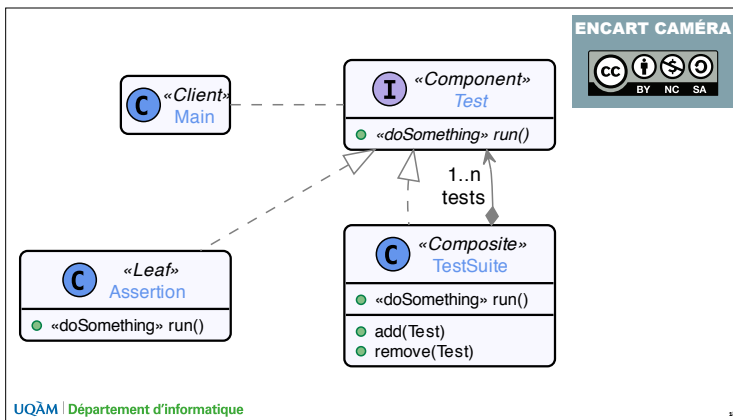 ENCART CAMÉRA
cc
BY NC SA
«Client»
C
Main
«Component»
I
Test
«doSomething» run()
1..n
tests
«Leaf»
C
Assertion
«doSomething» run()
«Composite»
C
TestSuite
«doSomething» run()
add(Test)
remove(Test)
UQÀM | Département d'informatique